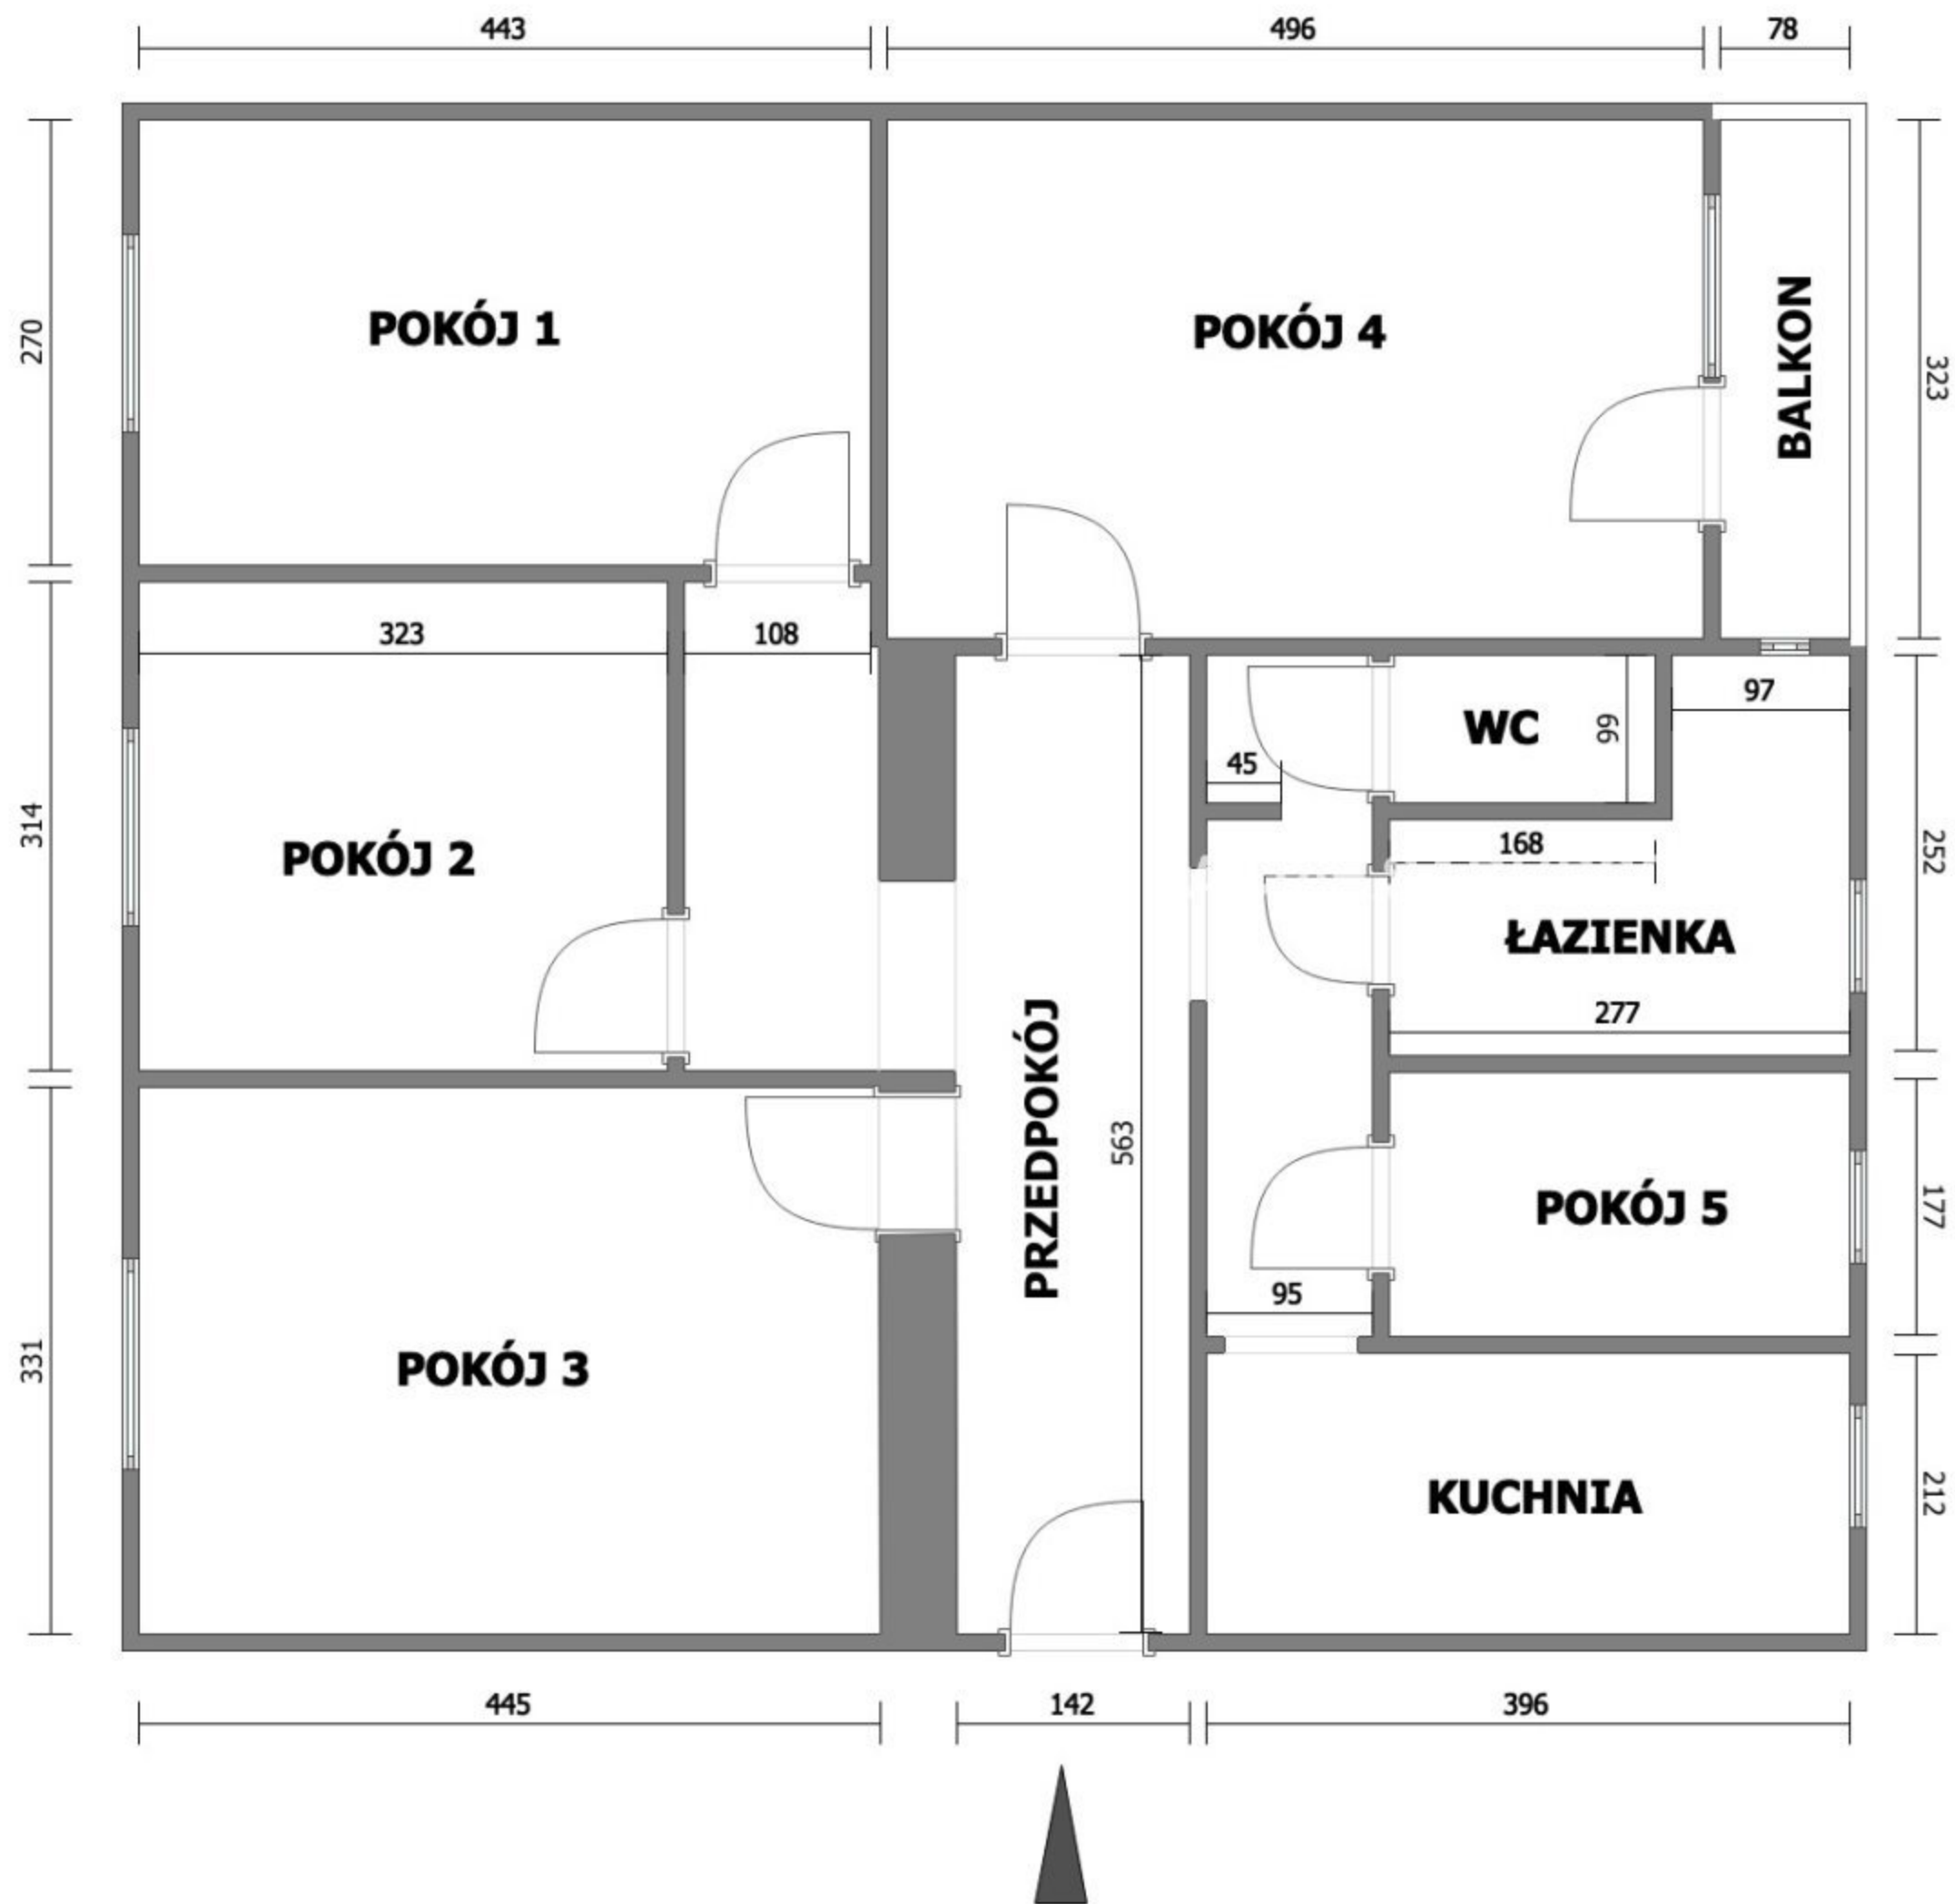 443
496
78
270
POKÓJ 1
POKÓJ 4
BALKON
323
323
108
314
POKÓJ 2
WC
99
97
45
168
252
ŁAZIENKA
277
PRZEDPOKÓJ
563
POKÓJ 5
177
95
331
POKÓJ 3
KUCHNIA
212
445
142
396